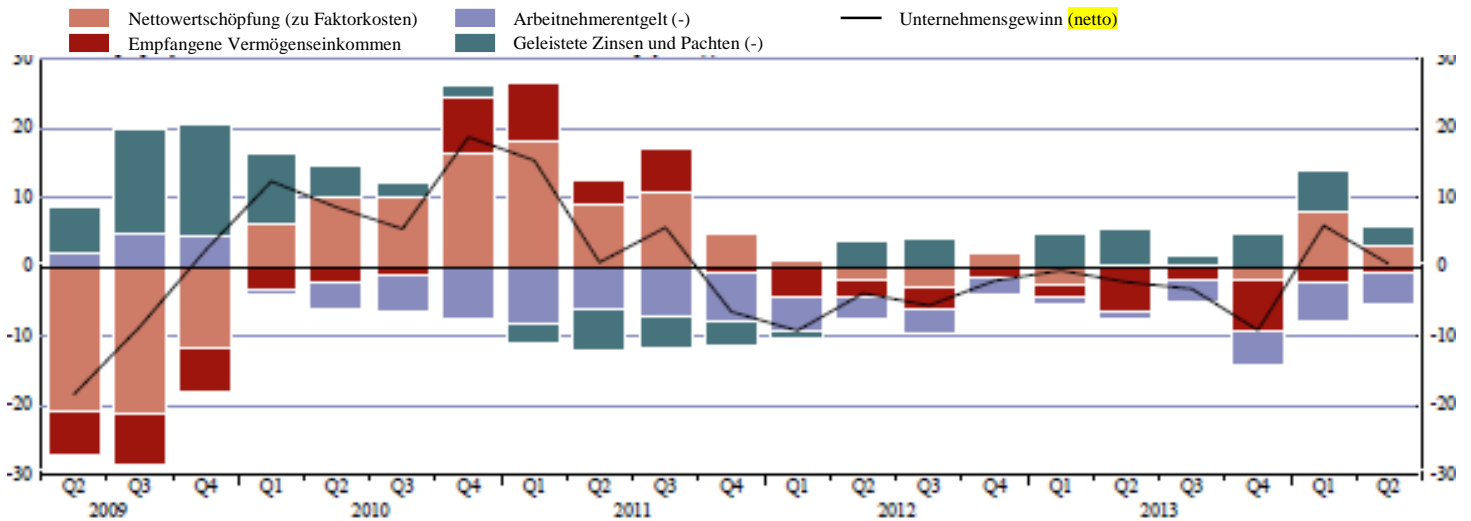 Nettowertschöpfung (zu Faktorkosten) Arbeitnehmerentgelt (-) Unternehmensgewinn (netto)
Empfangene Vermögenseinkommen Geleistete Zinsen und Pachten (-)
30 30
20 20
10 10
0 0
-10 -10
-20 -20
-30 -30
Q2 Q3 Q4 Q1 Q2 Q3 Q4 Q1 Q2 Q3 Q4 Q1 Q2 Q3 Q4 Q1 Q2 Q3 Q4 Q1 Q2
2009 2010 2011 2012 2013